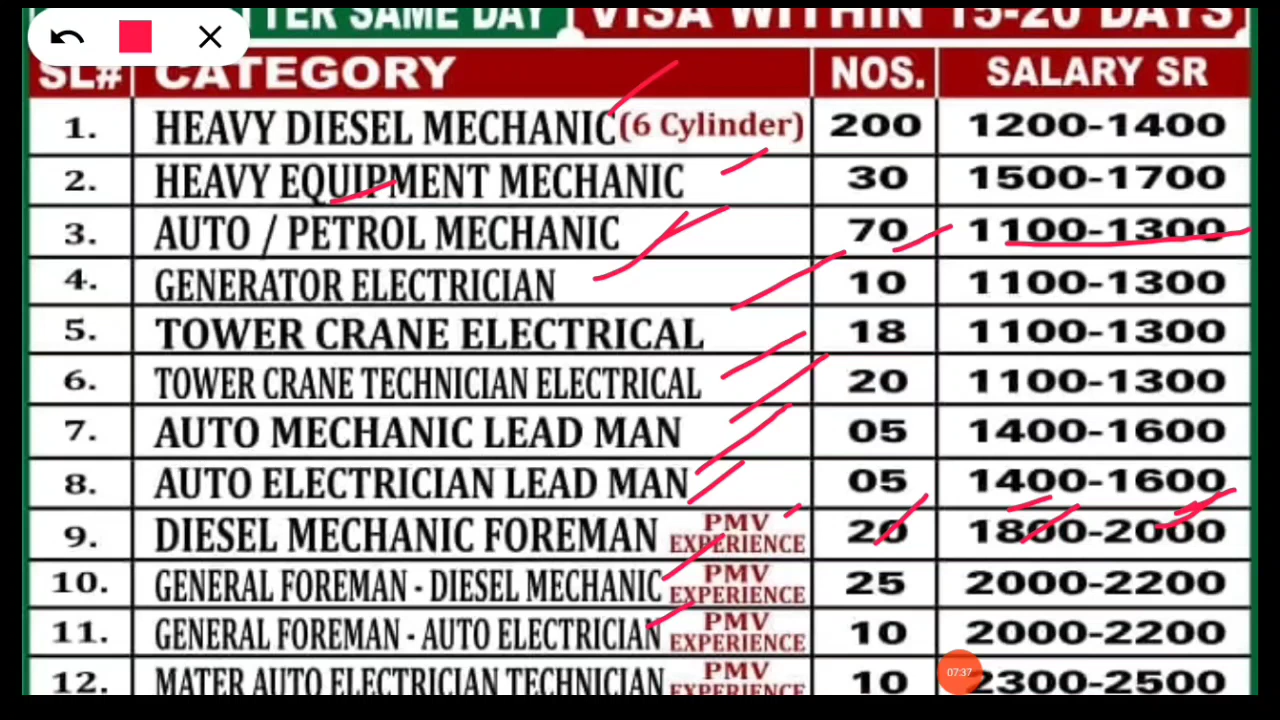 TER SAME DAY VISA WITHIN 15-20 DAYS
SL# CATEGORY NOS. SALARY SR
1. HEAVY DIESEL MECHANIC (6 Cylinder) 200 1200-1400
2. HEAVY EQUIPMENT MECHANIC 30 1500-1700
3. AUTO / PETROL MECHANIC 70 1100-1300
4. GENERATOR ELECTRICIAN 10 1100-1300
5. TOWER CRANE ELECTRICAL 18 1100-1300
6. TOWER CRANE TECHNICIAN ELECTRICAL 20 1100-1300
7. AUTO MECHANIC LEAD MAN 05 1400-1600
8. AUTO ELECTRICIAN LEAD MAN 05 1400-1600
9. DIESEL MECHANIC FOREMAN PMV EXPERIENCE 20 1800-2000
10. GENERAL FOREMAN - DIESEL MECHANIC PMV EXPERIENCE 25 2000-2200
11. GENERAL FOREMAN - AUTO ELECTRICIAN PMV EXPERIENCE 10 2000-2200
12. MATER AUTO ELECTRICIAN TECHNICIAN PMV EXPERIENCE 10 2300-2500
07:37